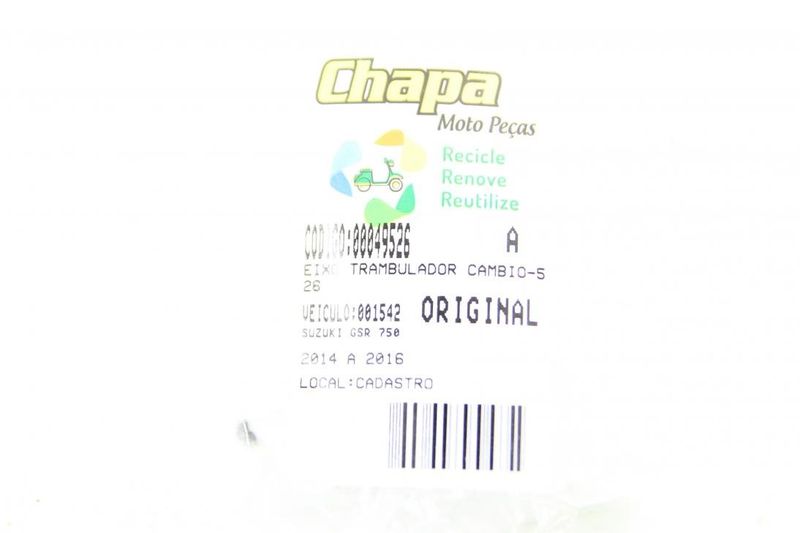 Chapa
Moto Peças
Recicle
Renove
Reutilize
CODIGO:00049526 A
EIXO TRAMBULADOR CAMBIO-5
26
VEICULO:001542 ORIGINAL
SUZUKI GSR 750
2014 A 2016
LOCAL:CADASTRO